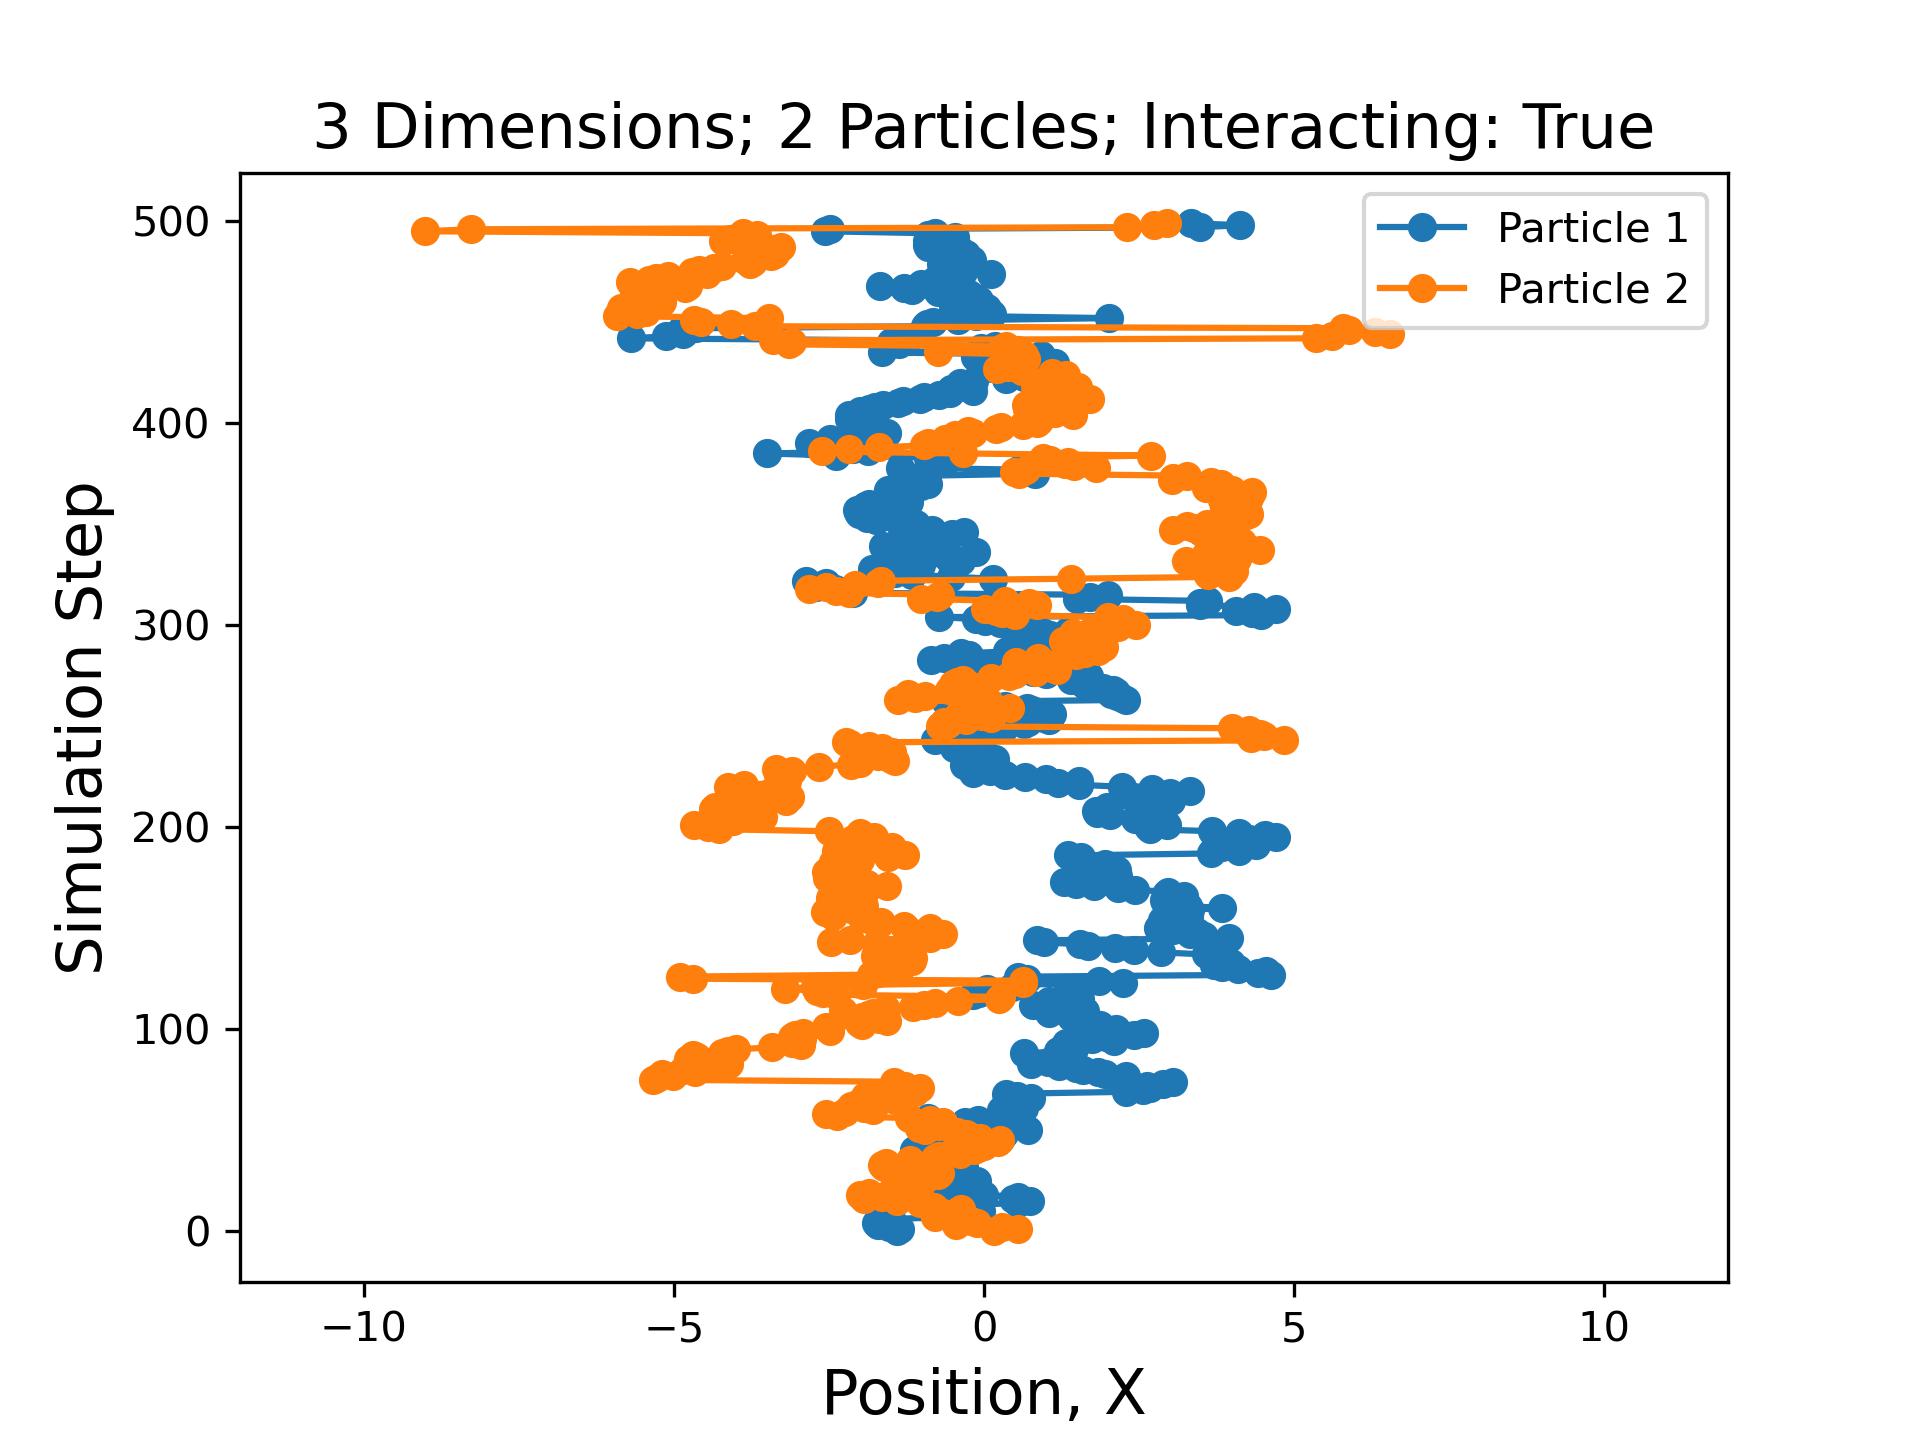 3 Dimensions; 2 Particles; Interacting: True
Particle 1
Particle 2
Simulation Step
500
400
300
200
100
0
−10
−5
0
5
10
Position, X